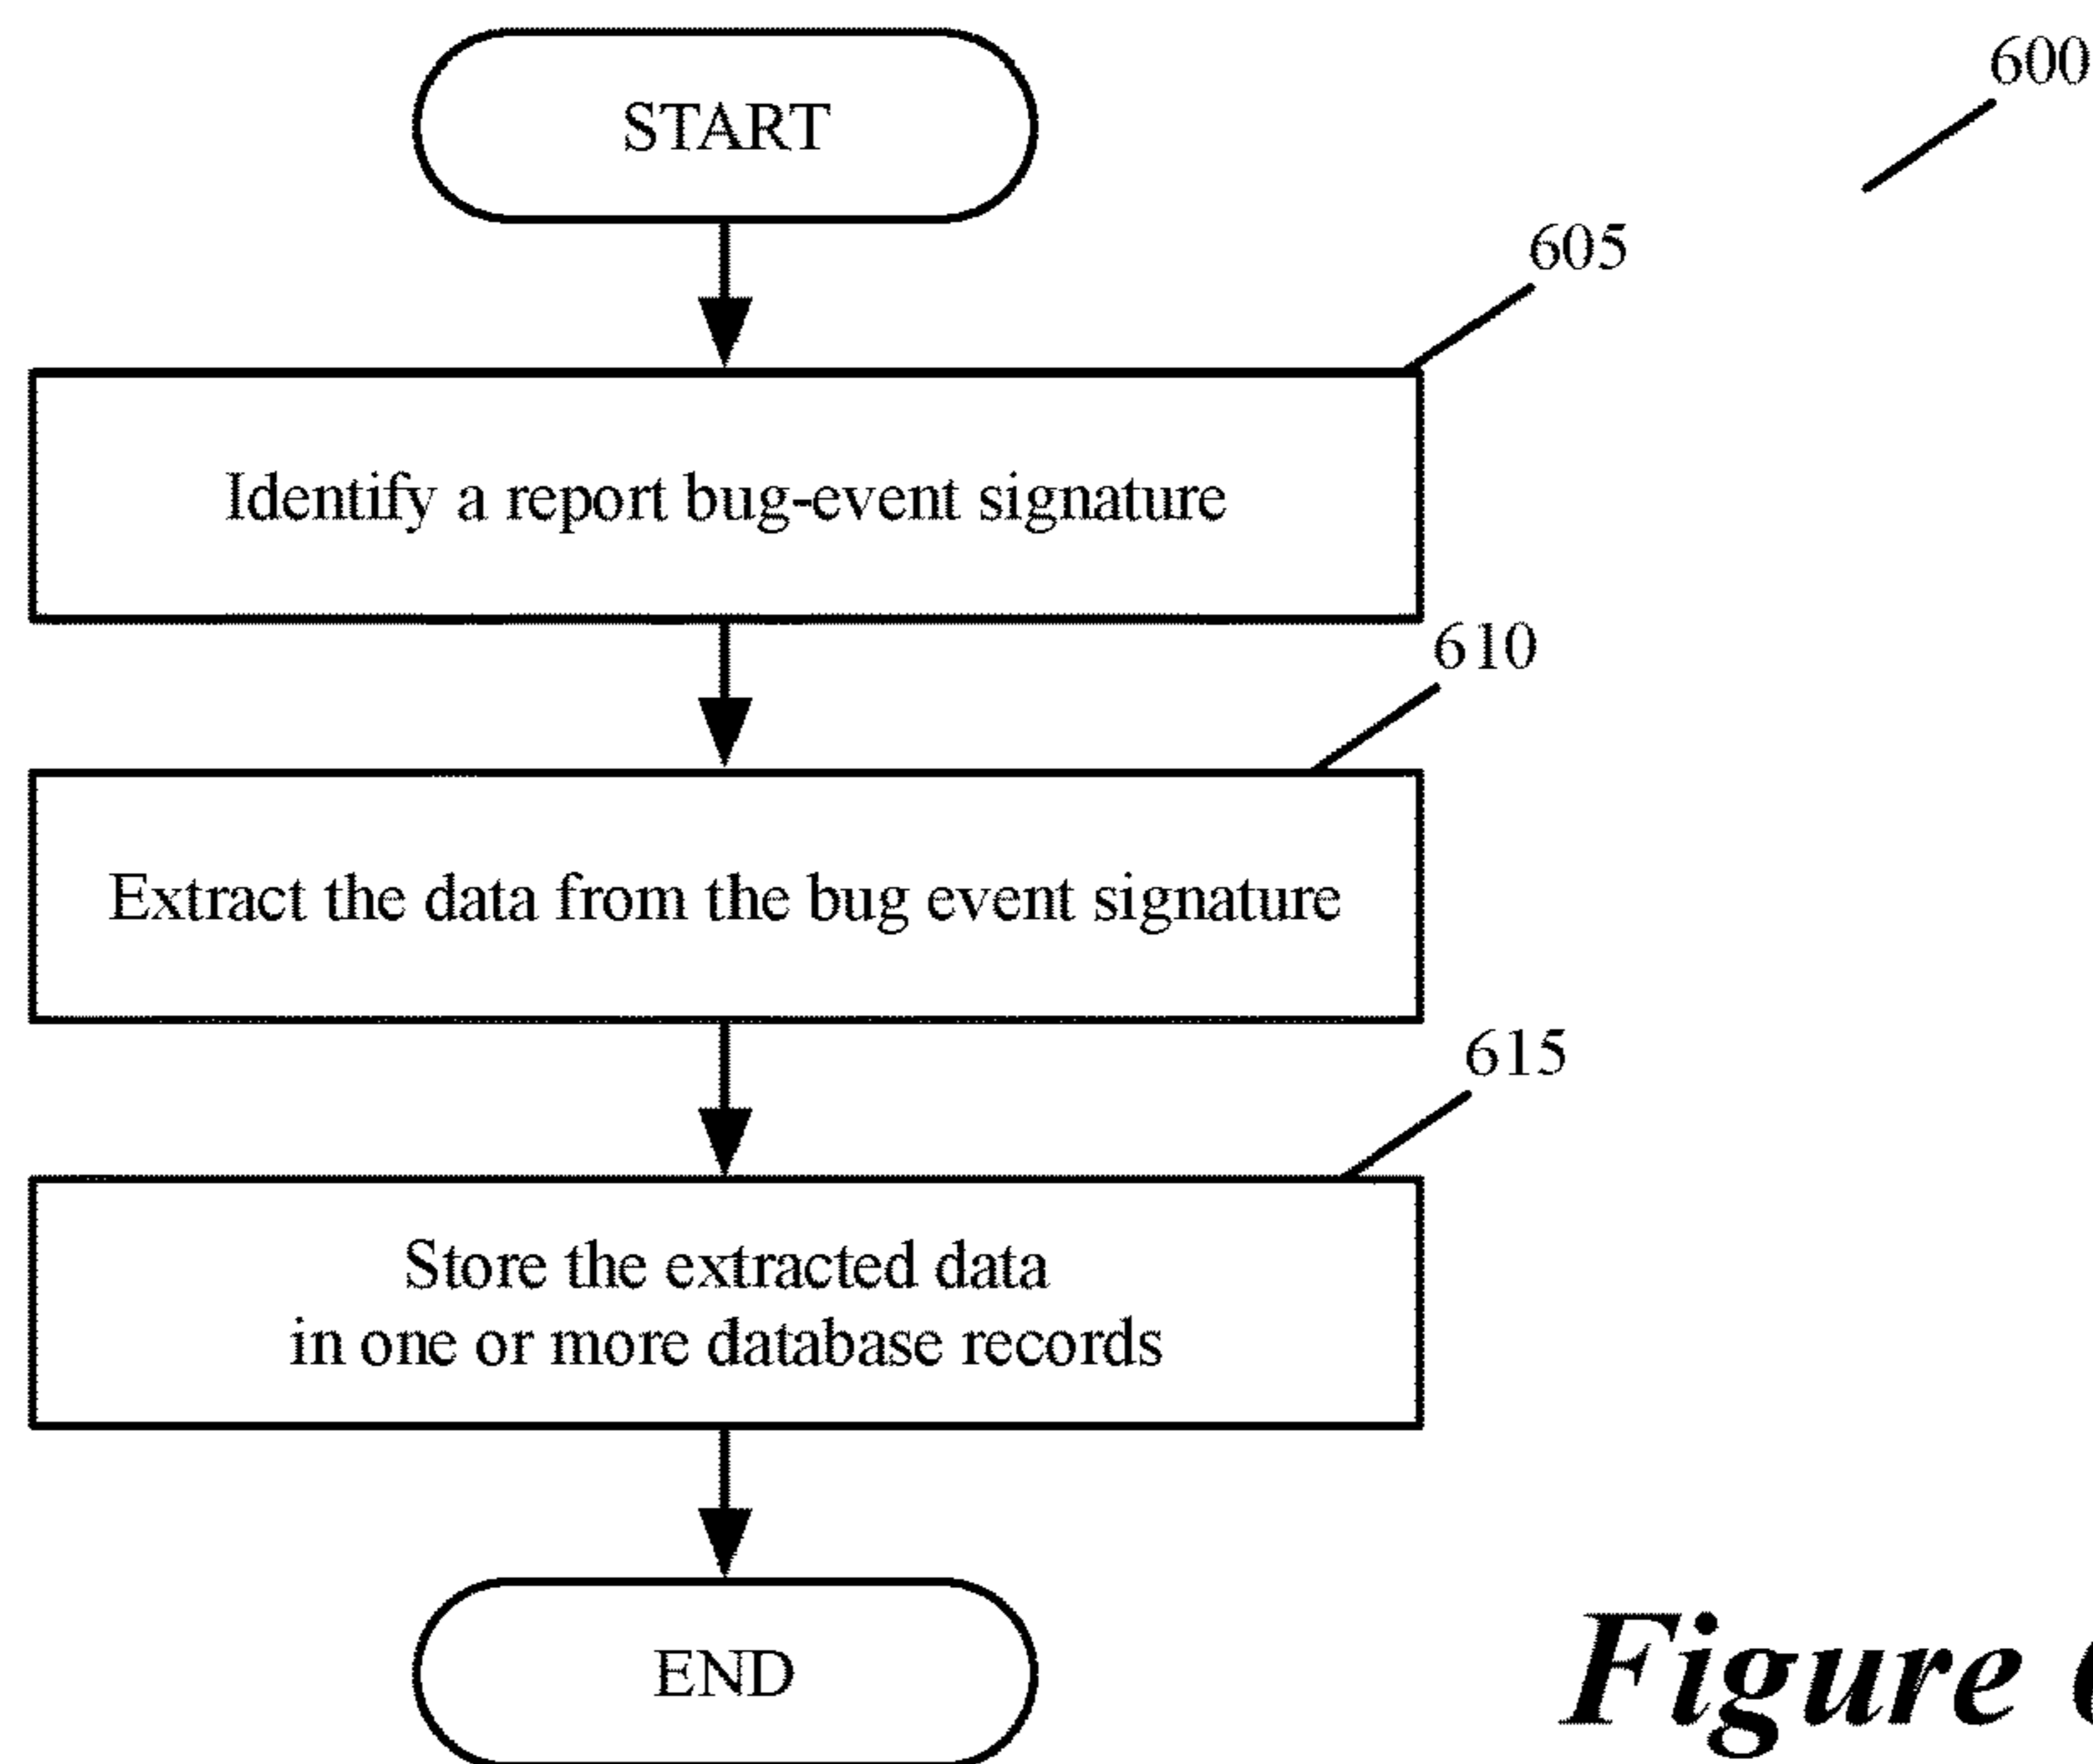 START
600
605
Identify a report bug-event signature
610
Extract the data from the bug event signature
615
Store the extracted data
in one or more database records
END
Figure